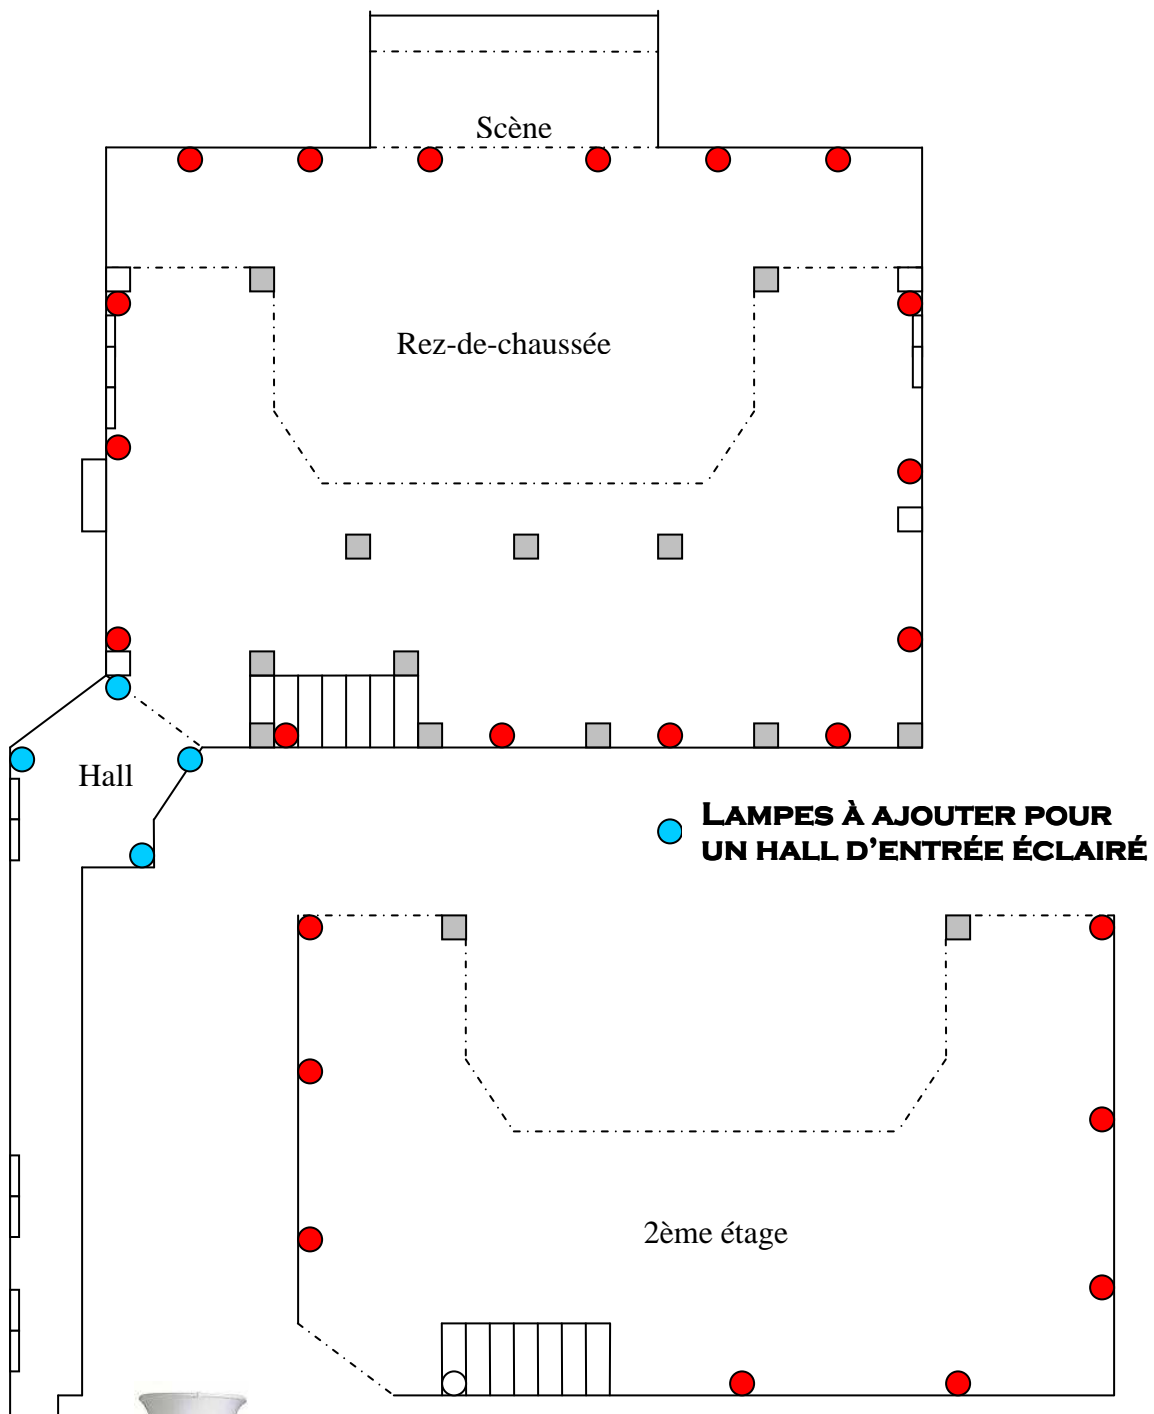 Scène
Rez-de-chaussée
Hall
LAMPES À AJOUTER POUR
UN HALL D’ENTRÉE ÉCLAIRÉ
2ème étage